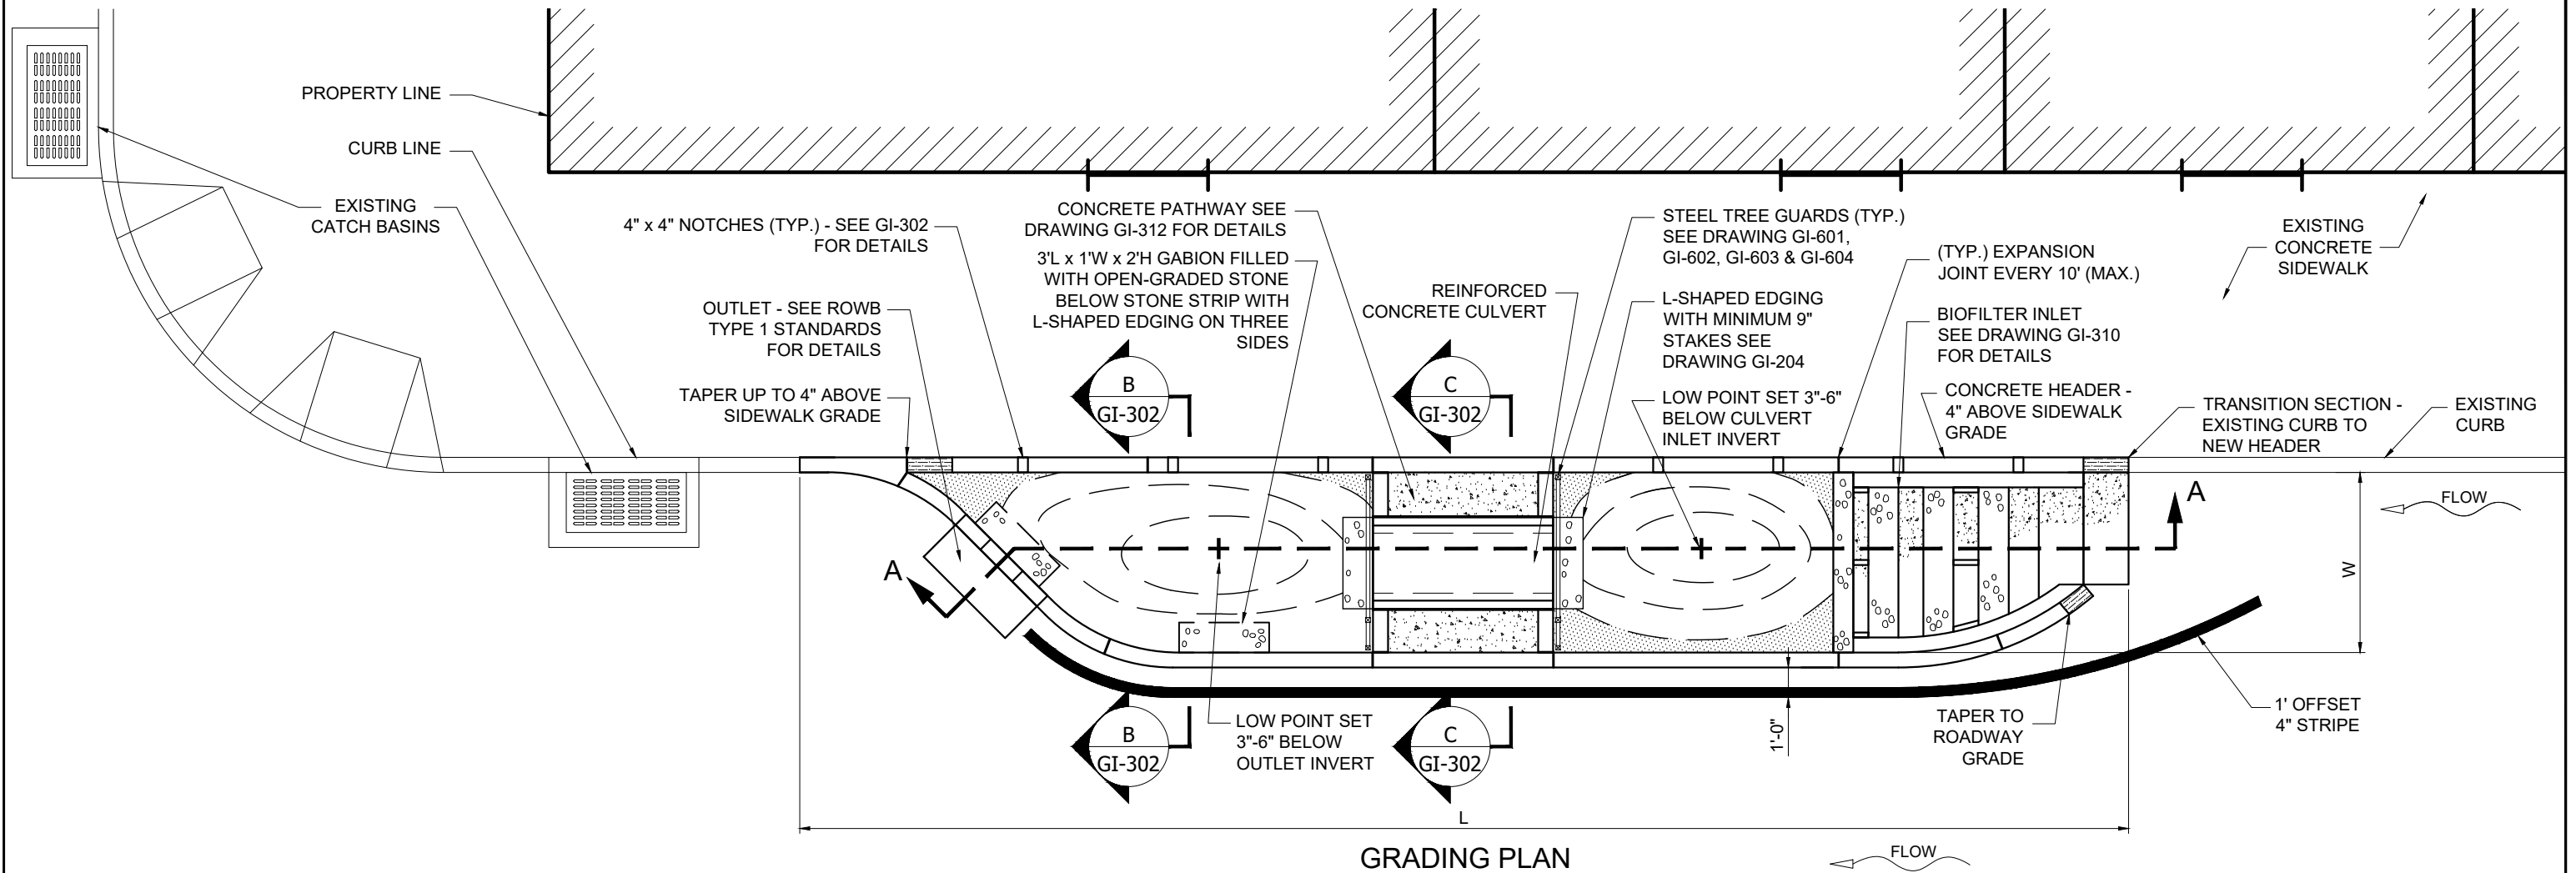 PROPERTY LINE
CURB LINE
EXISTING
CATCH BASINS
4" x 4" NOTCHES (TYP.) - SEE GI-302
FOR DETAILS
OUTLET - SEE ROWB
TYPE 1 STANDARDS
FOR DETAILS
TAPER UP TO 4" ABOVE
SIDEWALK GRADE
CONCRETE PATHWAY SEE
DRAWING GI-312 FOR DETAILS
3'L x 1'W x 2'H GABION FILLED
WITH OPEN-GRADED STONE
BELOW STONE STRIP WITH
L-SHAPED EDGING ON THREE
SIDES
REINFORCED
CONCRETE CULVERT
STEEL TREE GUARDS (TYP.)
SEE DRAWING GI-601,
GI-602, GI-603 & GI-604
L-SHAPED EDGING
WITH MINIMUM 9"
STAKES SEE
DRAWING GI-204
LOW POINT SET 3"-6"
BELOW CULVERT
INLET INVERT
(TYP.) EXPANSION
JOINT EVERY 10' (MAX.)
BIOFILTER INLET
SEE DRAWING GI-310
FOR DETAILS
CONCRETE HEADER -
4" ABOVE SIDEWALK
GRADE
EXISTING
CONCRETE
SIDEWALK
TRANSITION SECTION -
EXISTING CURB TO
NEW HEADER
EXISTING
CURB
B
GI-302
C
GI-302
A
FLOW
W
A
B
GI-302
LOW POINT SET
3"-6" BELOW
OUTLET INVERT
C
GI-302
1'-0"
TAPER TO
ROADWAY
GRADE
1' OFFSET
4" STRIPE
L
GRADING PLAN
FLOW